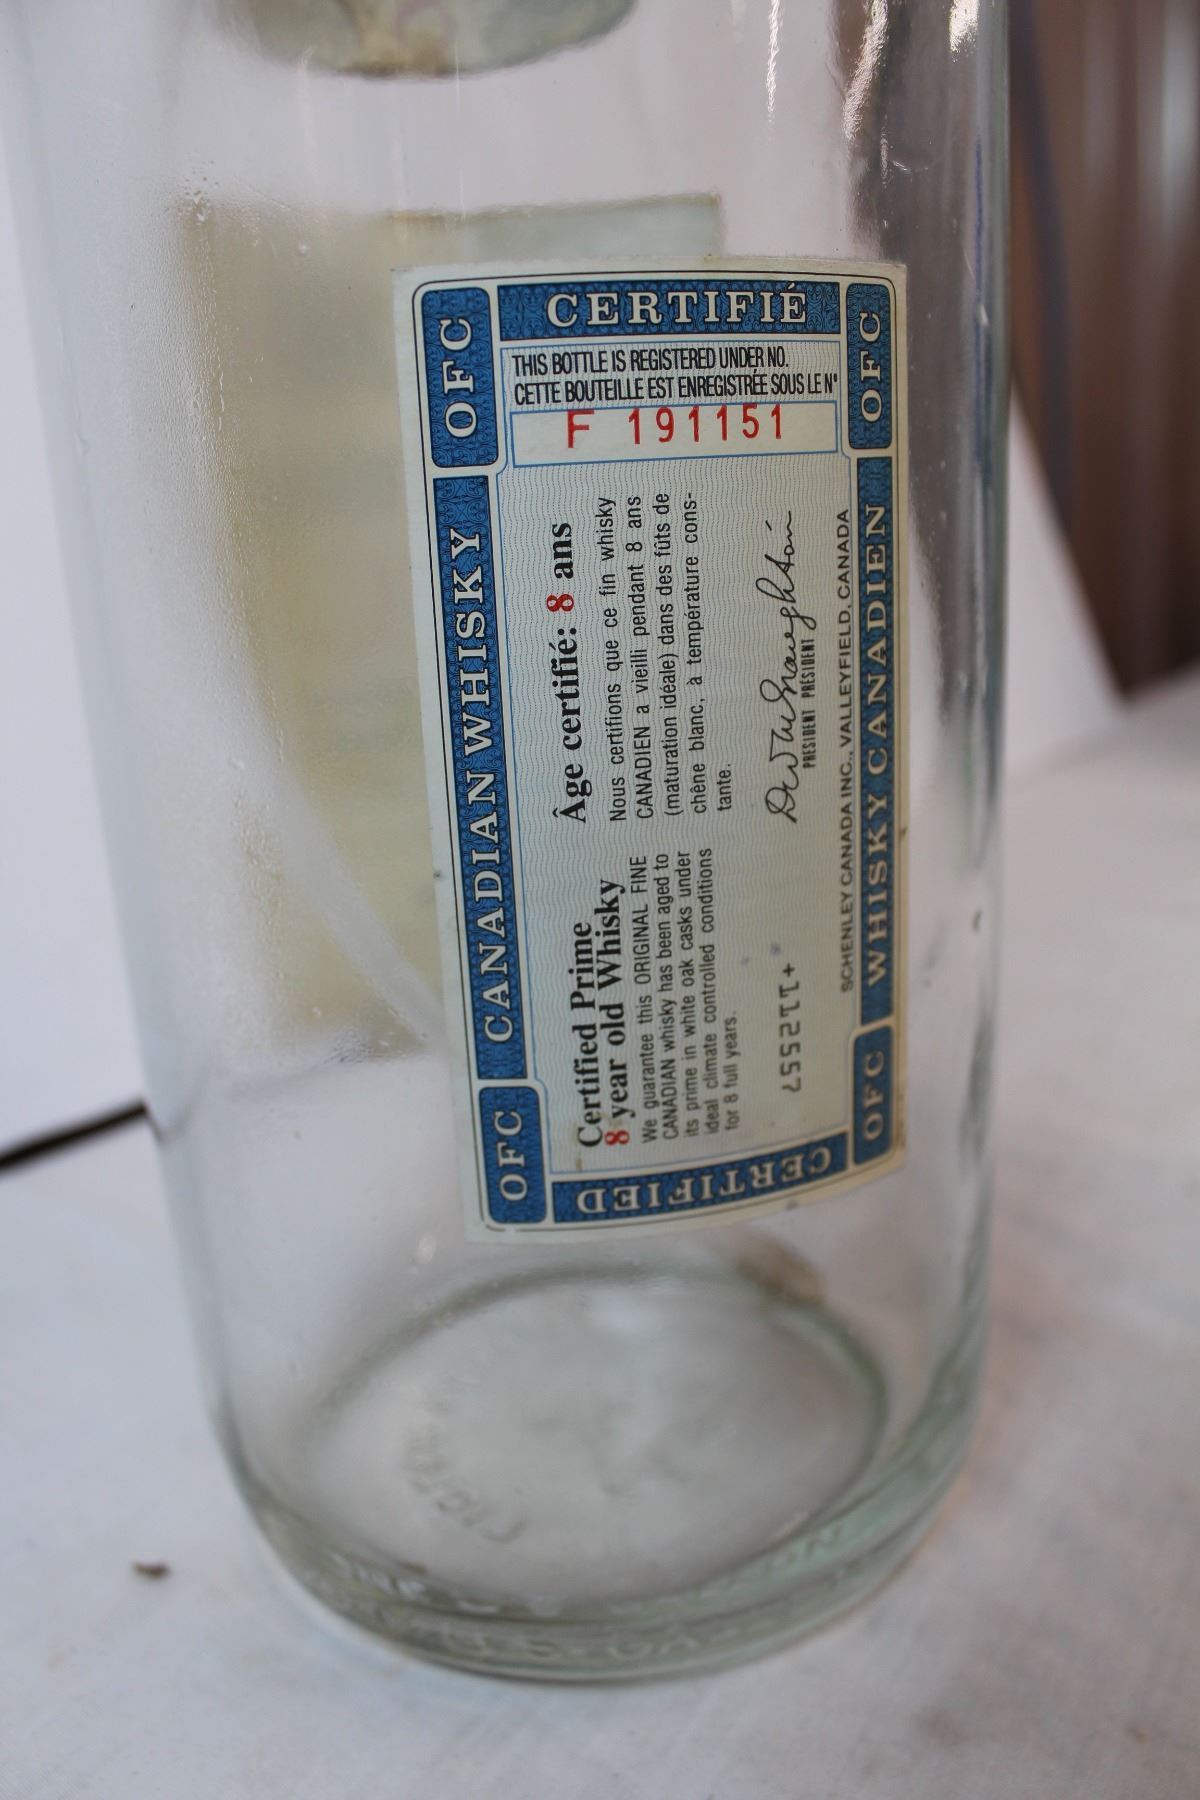 CERTIFIÉ
OFC
OFC
THIS BOTTLE IS REGISTERED UNDER NO.
CETTE BOUTEILLE EST ENREGISTRÉE SOUS LE N°
F 191151
CANADIAN WHISKY
Certified Prime
8 year old Whisky
We guarantee this ORIGINAL FINE
CANADIAN whisky has been aged to
its prime in white oak casks under
ideal climate controlled conditions
for 8 full years.
Âge certifié: 8 ans
Nous certifions que ce fin whisky
CANADIEN a vieilli pendant 8 ans
(maturation idéale) dans des fûts de
chêne blanc, à température cons-
tante.
PRESIDENT PRÉSIDENT
SCHENLEY CANADA INC., VALLEYFIELD, CANADA
WHISKY CANADIEN
OFC
OFC
CERTIFIED